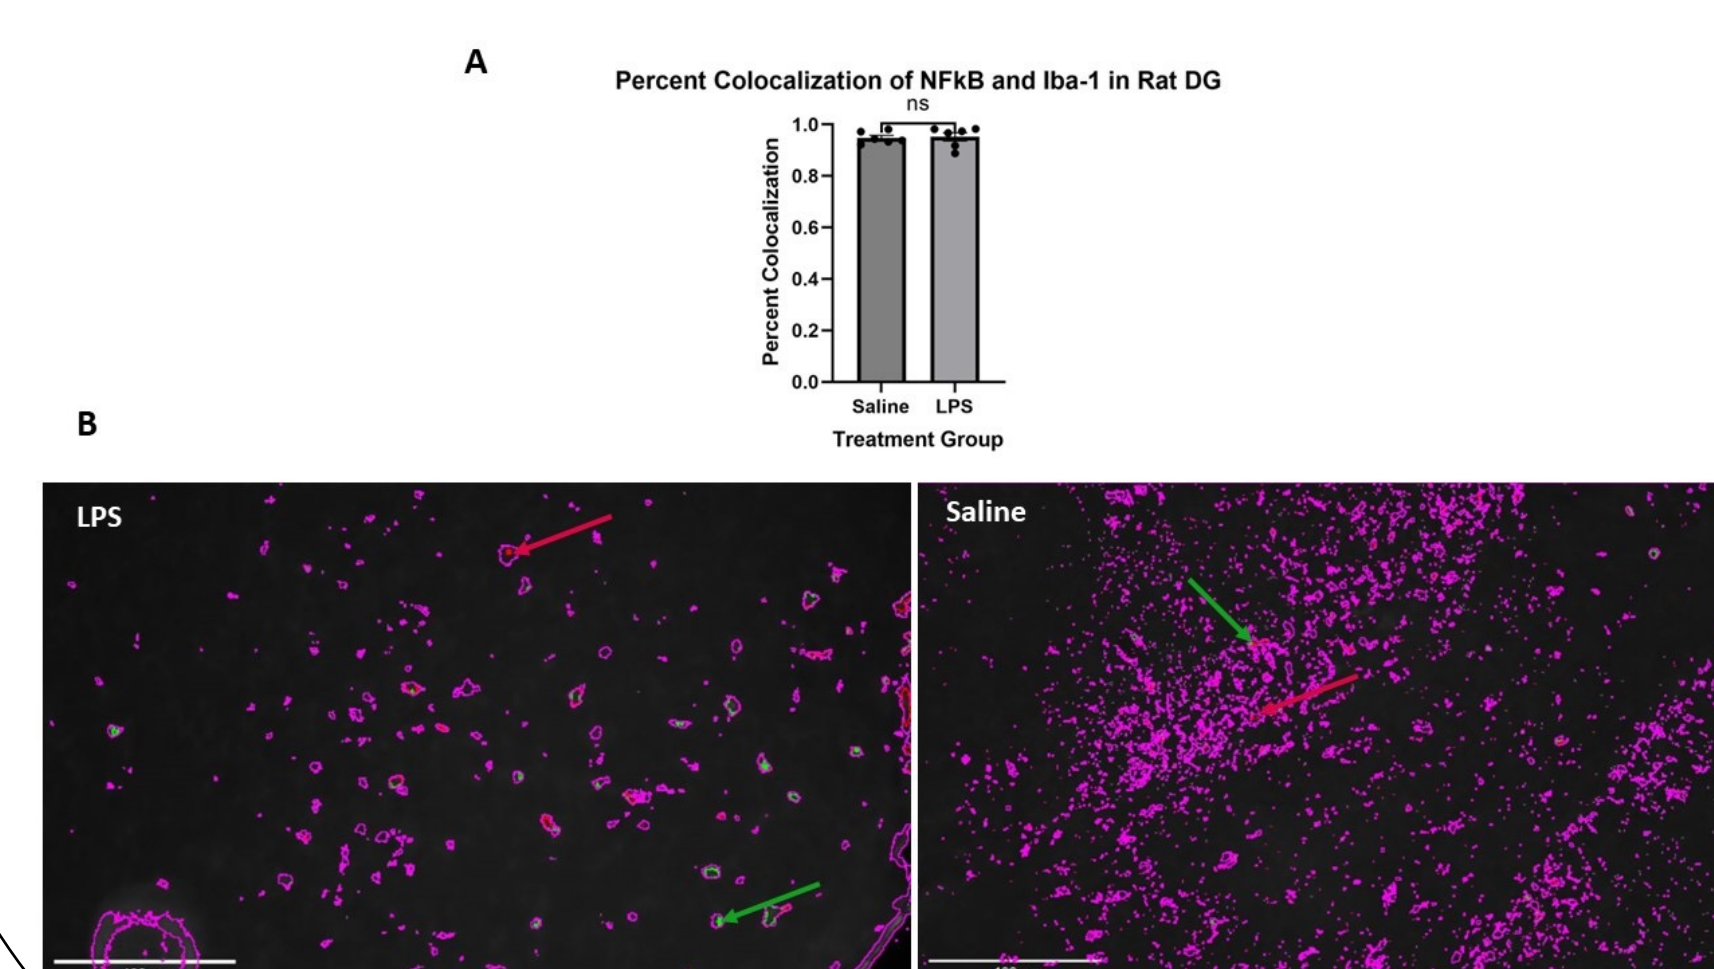 A
Percent Colocalization of NFkB and Iba-1 in Rat DG
ns
Percent Colocalization
1.0
0.8
0.6
0.4
0.2
0.0
Saline LPS
Treatment Group
B
LPS
Saline